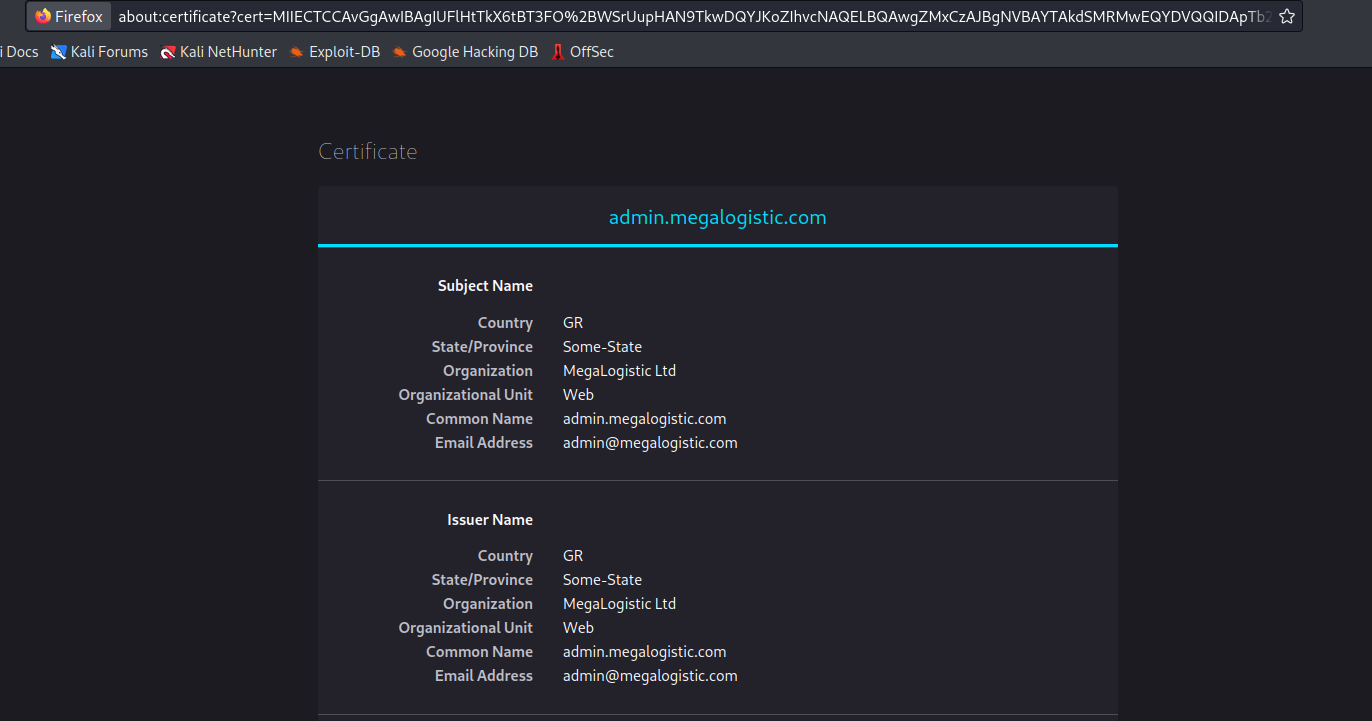 Firefox about:certificate?cert=MIIECTCCAvGgAwIBAgIUFlHtTkX6tBT3FO%2BWSrUupHAN9TkwDQYJKoZIhvcNAQELBQAwgZMxCzAJBgNVBAYTAkdSMRMwEQYDVQQIDApTb2
i Docs Kali Forums Kali NetHunter Exploit-DB Google Hacking DB OffSec
Certificate
admin.megalogistic.com
Subject Name
Country GR
State/Province Some-State
Organization MegaLogistic Ltd
Organizational Unit Web
Common Name admin.megalogistic.com
Email Address admin@megalogistic.com
Issuer Name
Country GR
State/Province Some-State
Organization MegaLogistic Ltd
Organizational Unit Web
Common Name admin.megalogistic.com
Email Address admin@megalogistic.com